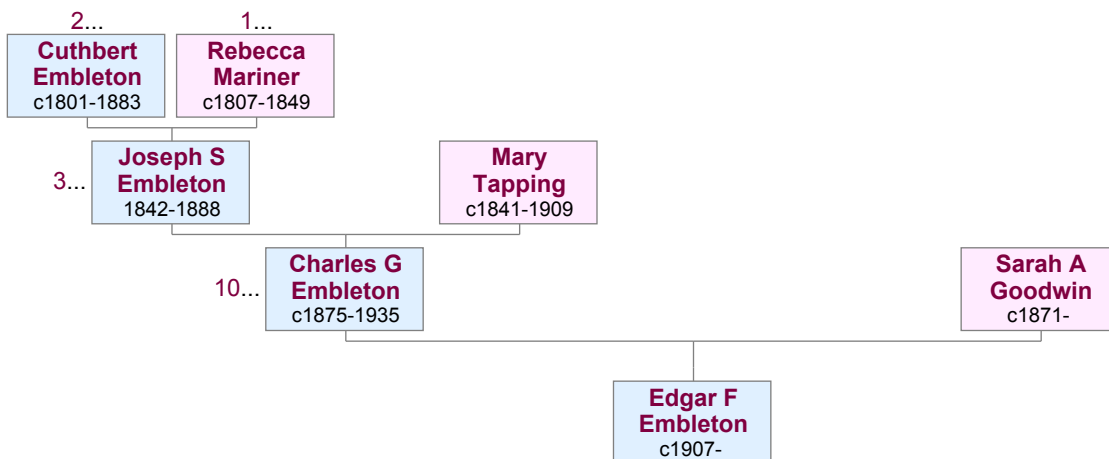 2...
1...
Cuthbert
Embleton
c1801-1883
Rebecca
Mariner
c1807-1849
3...
Joseph S
Embleton
1842-1888
Mary
Tapping
c1841-1909
10...
Charles G
Embleton
c1875-1935
Sarah A
Goodwin
c1871-
Edgar F
Embleton
c1907-